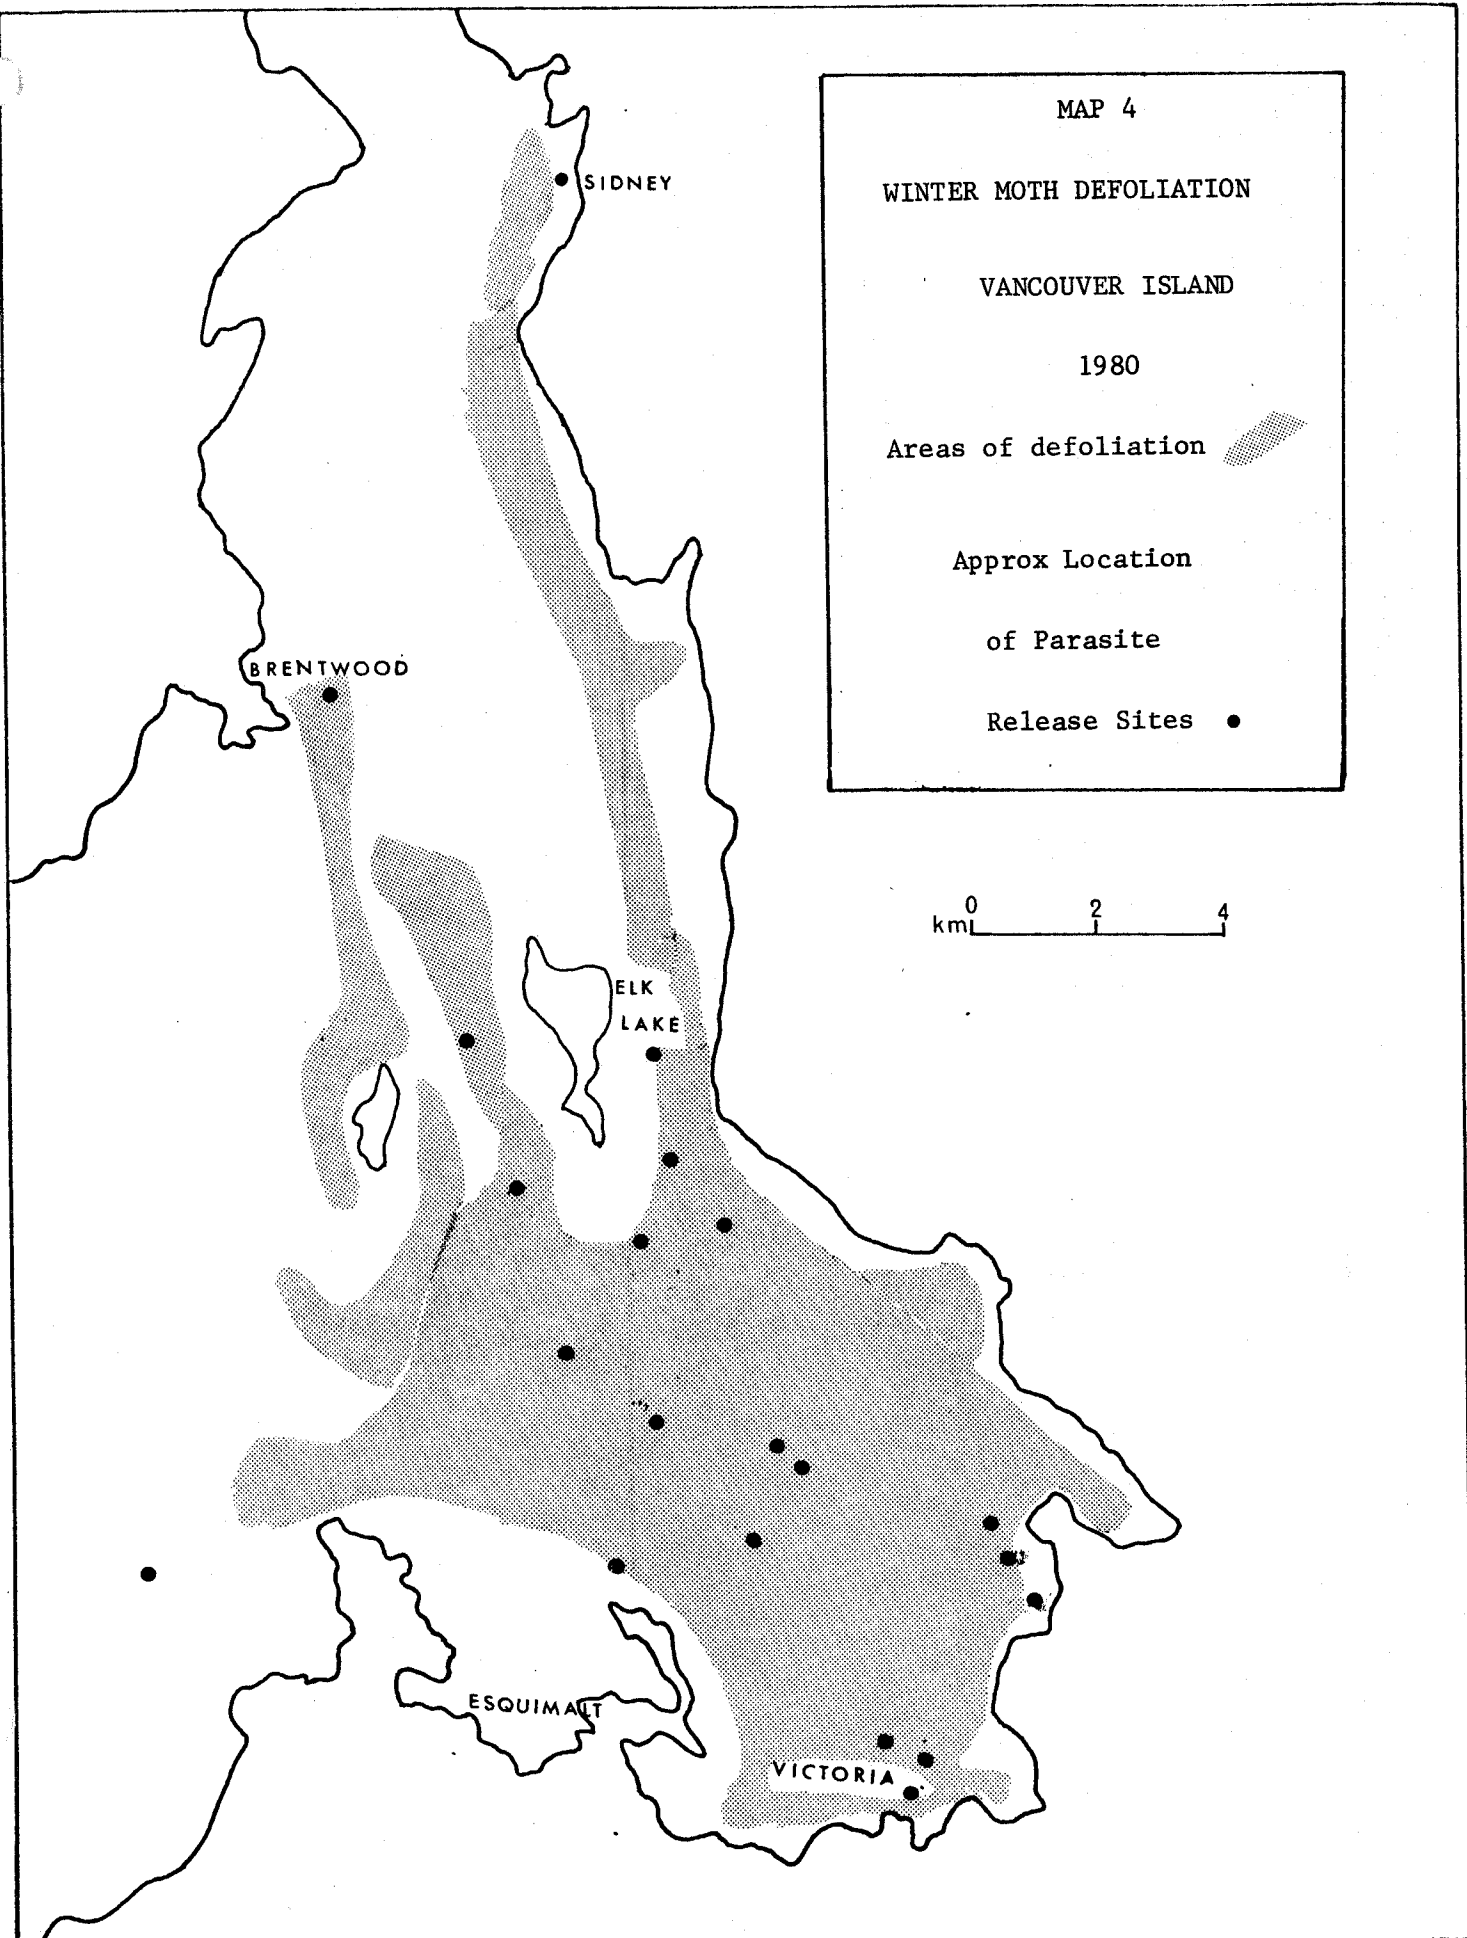 MAP 4
WINTER MOTH DEFOLIATION
VANCOUVER ISLAND
1980
Areas of defoliation
Approx Location
of Parasite
Release Sites
SIDNEY
BRENTWOOD
0 2 4
km
ELK
LAKE
ESQUIMALT
VICTORIA